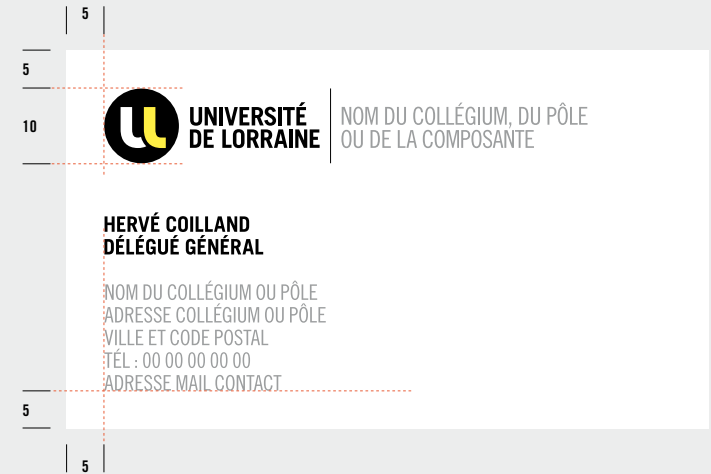 5
5
10
UNIVERSITÉ
DE LORRAINE
NOM DU COLLÉGIUM, DU PÔLE
OU DE LA COMPOSANTE
HERVÉ COILLAND
DÉLÉGUÉ GÉNÉRAL
NOM DU COLLÉGIUM OU PÔLE
ADRESSE COLLÉGIUM OU PÔLE
VILLE ET CODE POSTAL
TÉL : 00 00 00 00 00
ADRESSE MAIL CONTACT
5
5